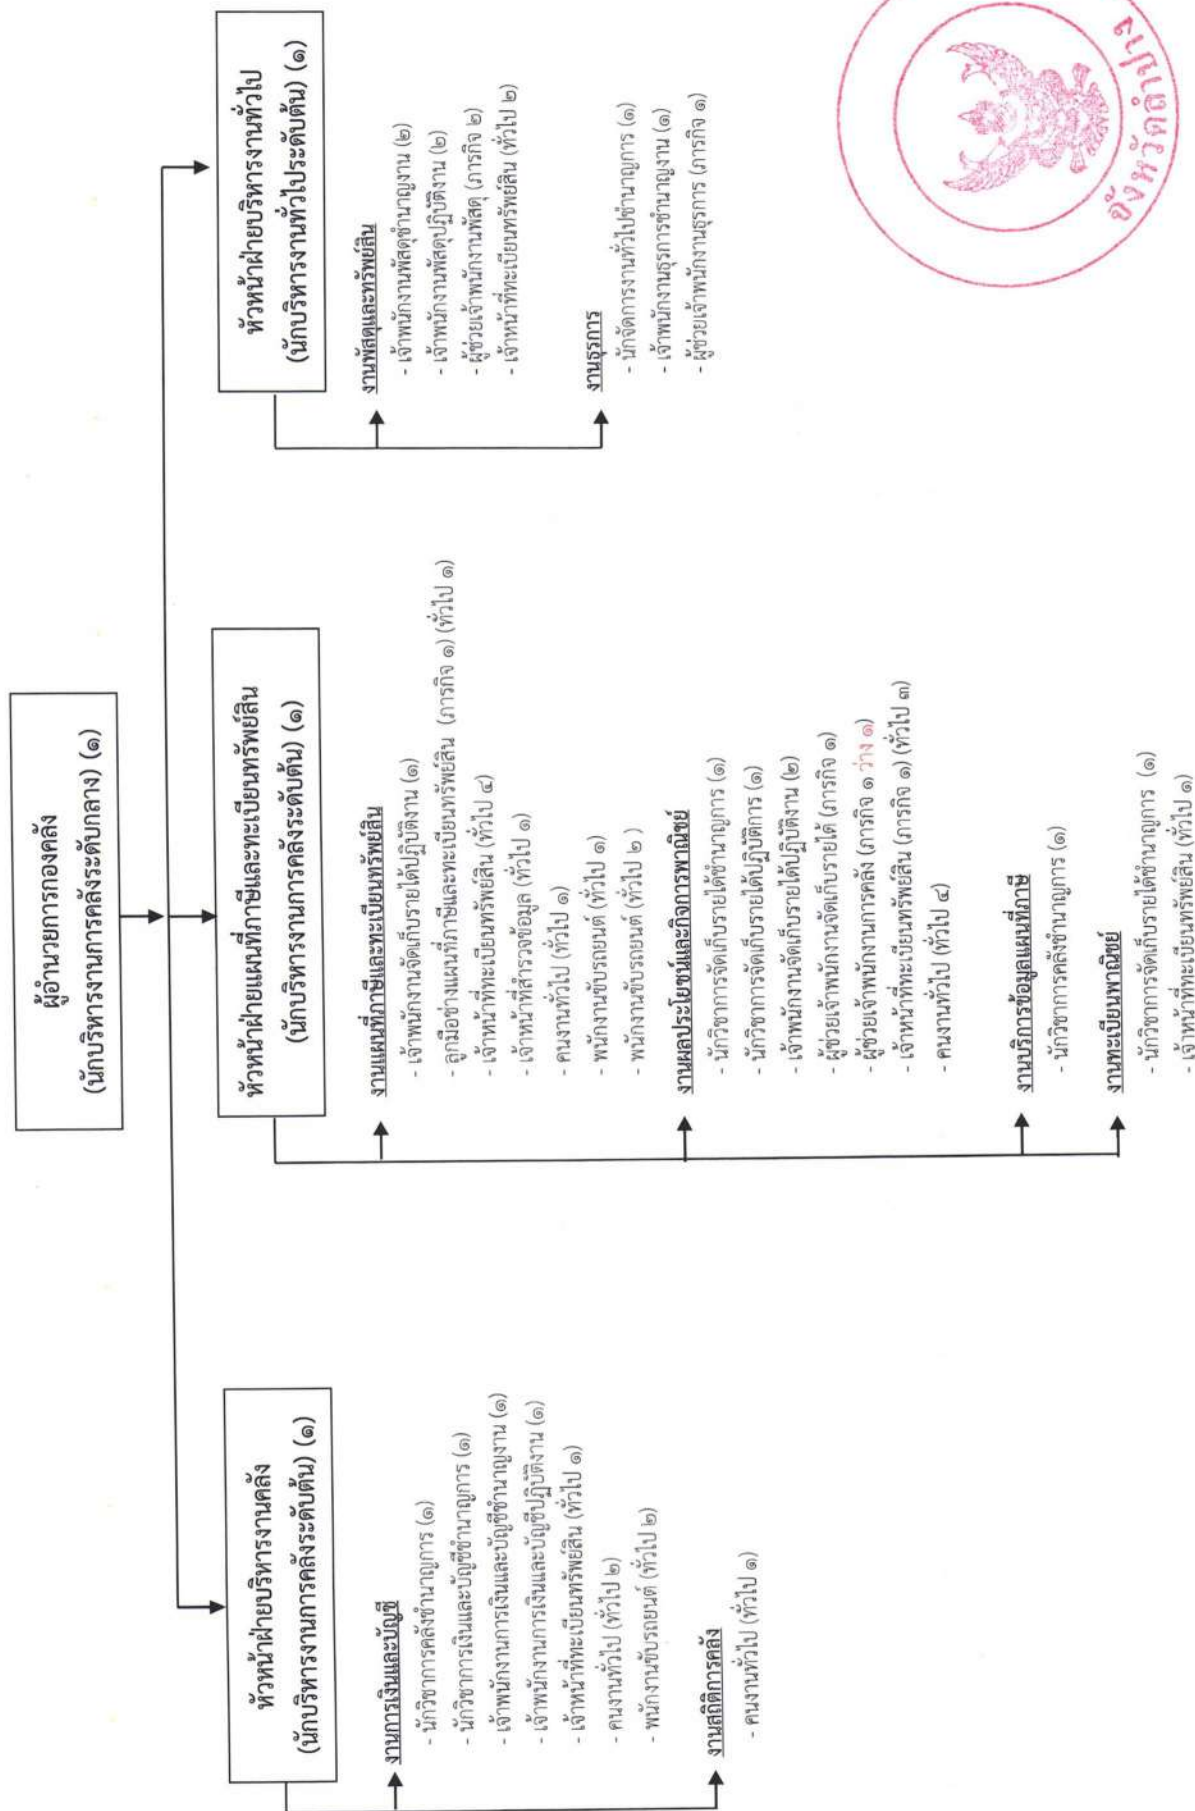 ผู้อำนวยการกองคลัง
(นักบริหารงานการคลังระดับกลาง) (๑)
หัวหน้าฝ่ายบริหารงานคลัง
(นักบริหารงานการคลังระดับต้น) (๑)
งานการเงินและบัญชี
- นักวิชาการคลังชำนาญการ (๑)
- นักวิชาการเงินและบัญชีชำนาญการ (๑)
- เจ้าพนักงานการเงินและบัญชีชำนาญงาน (๑)
- เจ้าพนักงานการเงินและบัญชีปฏิบัติงาน (๑)
- เจ้าหน้าที่ทะเบียนทรัพย์สิน (ทั่วไป ๑)
- คนงานทั่วไป (ทั่วไป ๒)
- พนักงานขับรถยนต์ (ทั่วไป ๒)
งานสถิติการคลัง
- คนงานทั่วไป (ทั่วไป ๑)
หัวหน้าฝ่ายแผนที่ภาษีและทะเบียนทรัพย์สิน
(นักบริหารงานการคลังระดับต้น) (๑)
งานแผนที่ภาษีและทะเบียนทรัพย์สิน
- เจ้าพนักงานจัดเก็บรายได้ปฏิบัติงาน (๑)
- ลูกมือช่างแผนที่ภาษีและทะเบียนทรัพย์สิน (ภารกิจ ๑) (ทั่วไป ๑)
- เจ้าหน้าที่ทะเบียนทรัพย์สิน (ทั่วไป ๔)
- เจ้าหน้าที่สำรวจข้อมูล (ทั่วไป ๑)
- คนงานทั่วไป (ทั่วไป ๑)
- พนักงานขับรถยนต์ (ทั่วไป ๑)
- พนักงานขับรถยนต์ (ทั่วไป ๒ )
งานผลประโยชน์และกิจการพาณิชย์
- นักวิชาการจัดเก็บรายได้ชำนาญการ (๑)
- นักวิชาการจัดเก็บรายได้ปฏิบัติการ (๑)
- เจ้าพนักงานจัดเก็บรายได้ปฏิบัติงาน (๒)
- ผู้ช่วยเจ้าพนักงานจัดเก็บรายได้ (ภารกิจ ๑)
- ผู้ช่วยเจ้าพนักงานการคลัง (ภารกิจ ๑ ว่าง ๑)
- เจ้าหน้าที่ทะเบียนทรัพย์สิน (ภารกิจ ๑) (ทั่วไป ๓)
- คนงานทั่วไป (ทั่วไป ๔)
งานบริการข้อมูลแผนที่ภาษี
- นักวิชาการคลังชำนาญการ (๑)
งานทะเบียนพาณิชย์
- นักวิชาการจัดเก็บรายได้ชำนาญการ (๑)
- เจ้าหน้าที่ทะเบียนทรัพย์สิน (ทั่วไป ๑)
หัวหน้าฝ่ายบริหารงานทั่วไป
(นักบริหารงานทั่วไประดับต้น) (๑)
งานพัสดุและทรัพย์สิน
- เจ้าพนักงานพัสดุชำนาญงาน (๒)
- เจ้าพนักงานพัสดุปฏิบัติงาน (๒)
- ผู้ช่วยเจ้าพนักงานพัสดุ (ภารกิจ ๒)
- เจ้าหน้าที่ทะเบียนทรัพย์สิน (ทั่วไป ๒)
งานธุรการ
- นักจัดการงานทั่วไปชำนาญการ (๑)
- เจ้าพนักงานธุรการชำนาญงาน (๑)
- ผู้ช่วยเจ้าพนักงานธุรการ (ภารกิจ ๑)
จังหวัดลำปาง